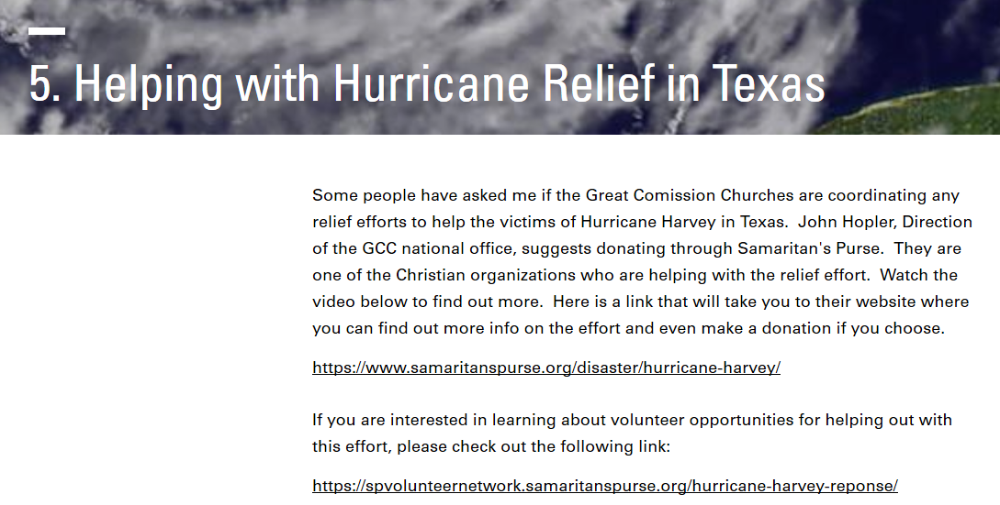 5. Helping with Hurricane Relief in Texas
Some people have asked me if the Great Comission Churches are coordinating any
relief efforts to help the victims of Hurricane Harvey in Texas.  John Hopler, Direction
of the GCC national office, suggests donating through Samaritan's Purse.  They are
one of the Christian organizations who are helping with the relief effort.  Watch the
video below to find out more.  Here is a link that will take you to their website where
you can find out more info on the effort and even make a donation if you choose.
https://www.samaritanspurse.org/disaster/hurricane-harvey/
If you are interested in learning about volunteer opportunities for helping out with
this effort, please check out the following link:
https://spvolunteernetwork.samaritanspurse.org/hurricane-harvey-reponse/